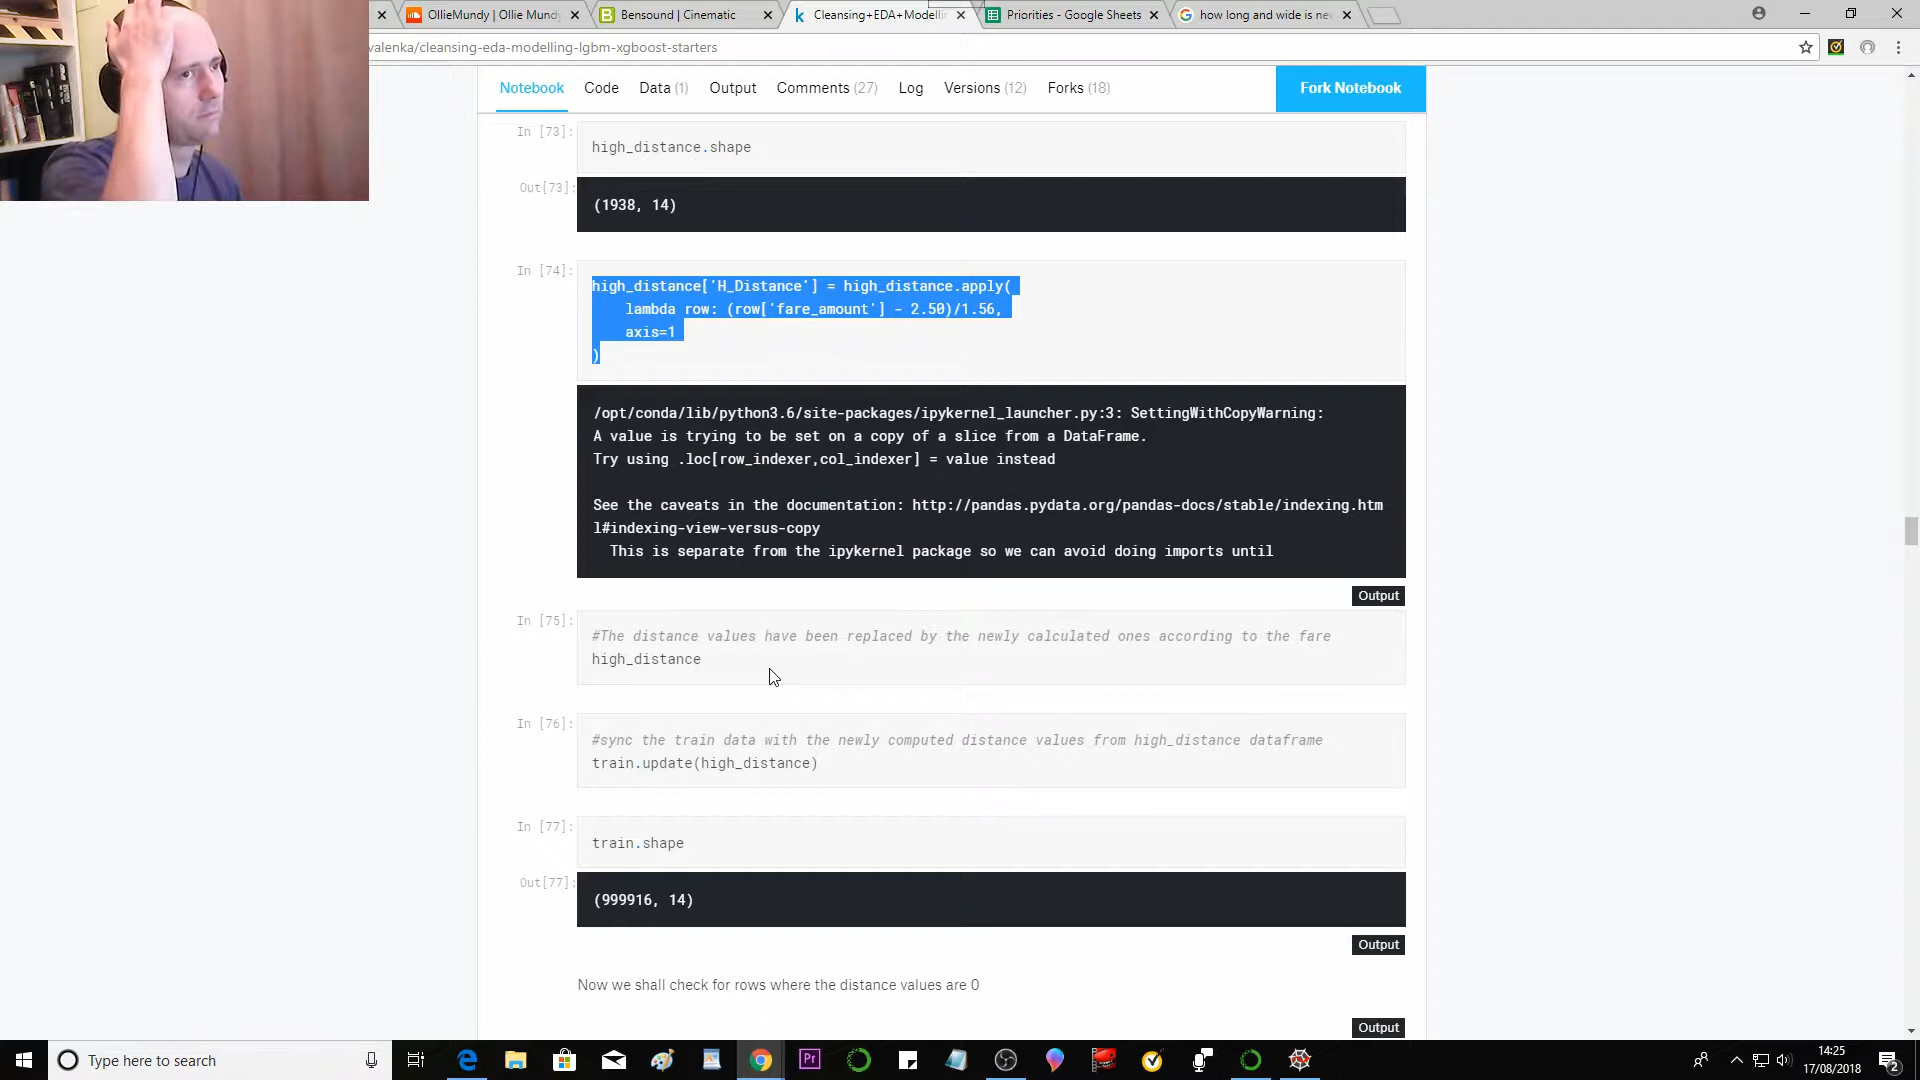 OllieMundy | Ollie Mund
Bensound | Cinematic
Cleansing+EDA+Modelli
Priorities - Google Sheets
how long and wide is ne
valenka/cleansing-eda-modelling-lgbm-xgboost-starters
Notebook
Code
Data (1)
Output
Comments (27)
Log
Versions (12)
Forks (18)
Fork Notebook
In [73]:
high_distance.shape
Out[73]:
(1938, 14)
In [74]:
high_distance['H_Distance'] = high_distance.apply(
lambda row: (row['fare_amount'] - 2.50)/1.56,
axis=1
)
/opt/conda/lib/python3.6/site-packages/ipykernel_launcher.py:3: SettingWithCopyWarning:
A value is trying to be set on a copy of a slice from a DataFrame.
Try using .loc[row_indexer,col_indexer] = value instead
See the caveats in the documentation: http://pandas.pydata.org/pandas-docs/stable/indexing.htm
l#indexing-view-versus-copy
This is separate from the ipykernel package so we can avoid doing imports until
Output
In [75]:
#The distance values have been replaced by the newly calculated ones according to the fare
high_distance
In [76]:
#sync the train data with the newly computed distance values from high_distance dataframe
train.update(high_distance)
In [77]:
train.shape
Out[77]:
(999916, 14)
Output
Now we shall check for rows where the distance values are 0
Output
Type here to search
Pr
14:25
17/08/2018
2